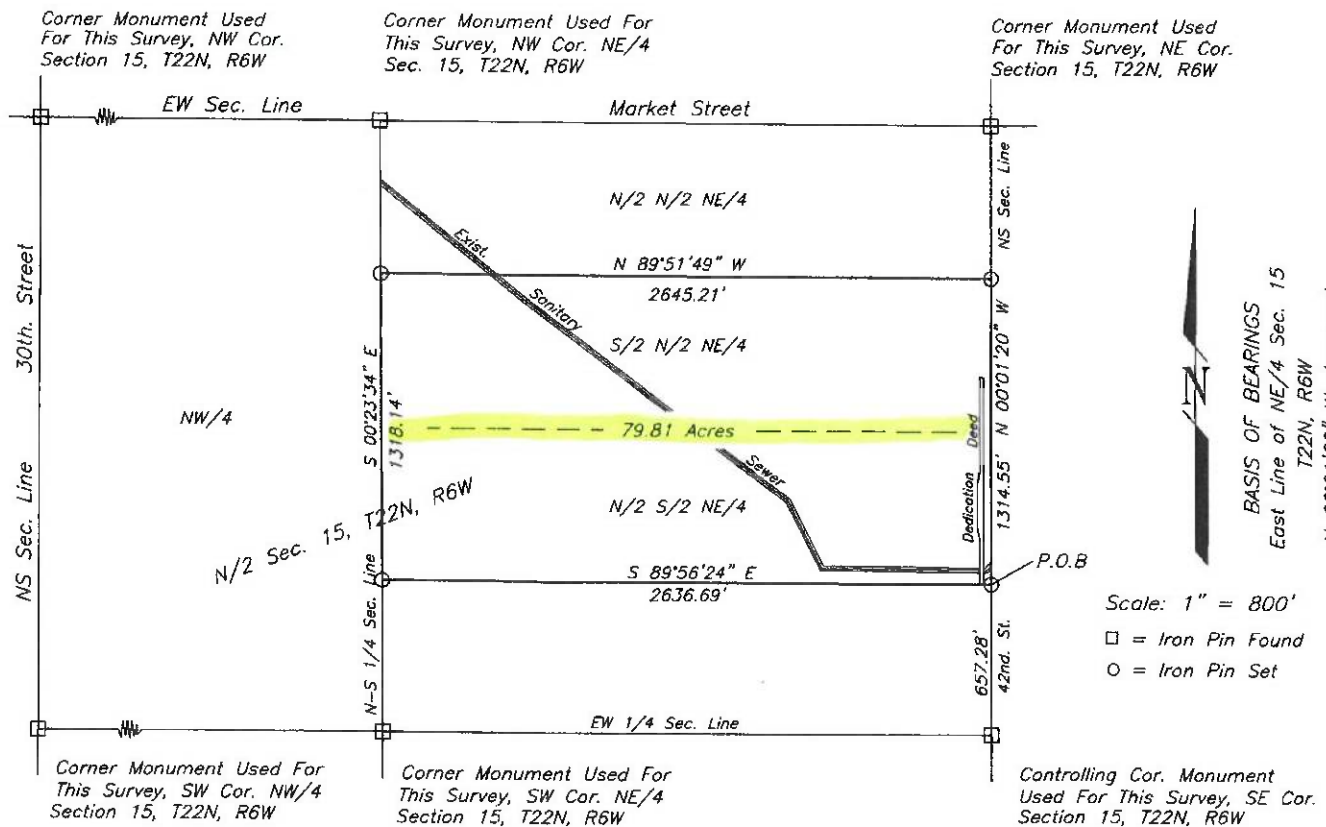 Corner Monument Used
For This Survey, NW Cor.
Section 15, T22N, R6W
Corner Monument Used For
This Survey, NW Cor. NE/4
Sec. 15, T22N, R6W
Corner Monument Used
For This Survey, NE Cor.
Section 15, T22N, R6W
EW Sec. Line
Market Street
NS Sec. Line
N/2 N/2 NE/4
Exist.
Sanitary
Sewer
N 89°51'49" W
2645.21'
S/2 N/2 NE/4
30th. Street
NS Sec. Line
NW/4
S 00°23'34" E
1318.14'
79.81 Acres
Deed
Dedication
N 00°01'20" W
1314.55'
N/2 Sec. 15, T22N, R6W
N/2 S/2 NE/4
N-S 1/4 Sec. Line
S 89°56'24" E
2636.69'
P.O.B
657.28'
42nd. St.
EW 1/4 Sec. Line
N
BASIS OF BEARINGS
East Line of NE/4 Sec. 15
T22N, R6W
Scale: 1" = 800'
□ = Iron Pin Found
○ = Iron Pin Set
Corner Monument Used For
This Survey, SW Cor. NW/4
Section 15, T22N, R6W
Corner Monument Used For
This Survey, SW Cor. NE/4
Section 15, T22N, R6W
Controlling Cor. Monument
Used For This Survey, SE Cor.
Section 15, T22N, R6W